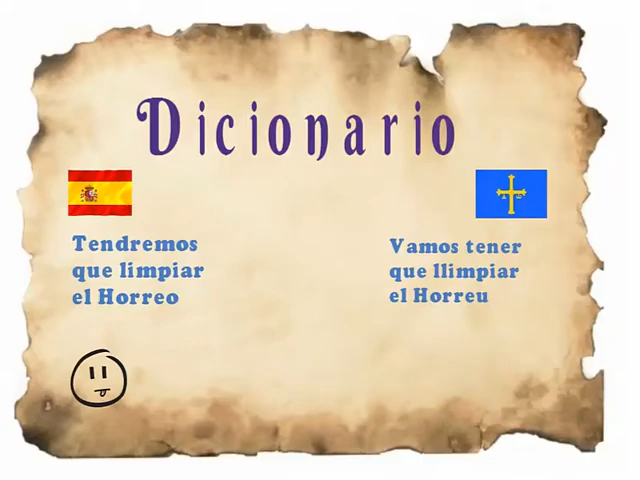 Dicionario
Tendremos
que limpiar
el Horreo
Vamos tener
que llimpiar
el Horreu